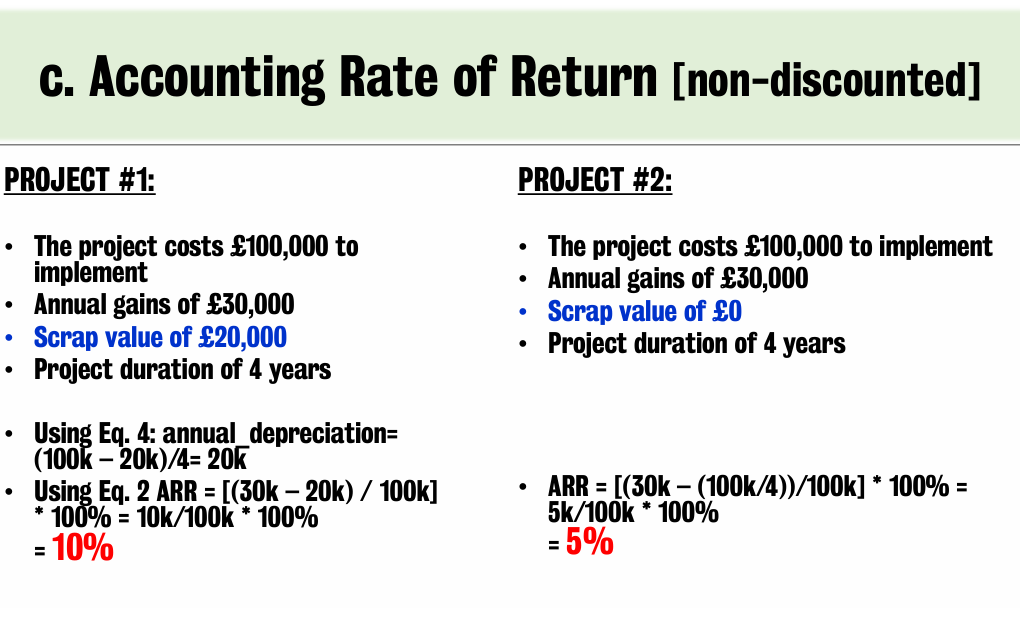 c. Accounting Rate of Return [non-discounted]
PROJECT #1:
• The project costs £100,000 to
implement
• Annual gains of £30,000
• Scrap value of £20,000
• Project duration of 4 years
• Using Eq. 4: annual_depreciation=
(100k – 20k)/4= 20k
• Using Eq. 2 ARR = [(30k – 20k) / 100k]
* 100% = 10k/100k * 100%
= 10%
PROJECT #2:
• The project costs £100,000 to implement
• Annual gains of £30,000
• Scrap value of £0
• Project duration of 4 years
• ARR = [(30k – (100k/4))/100k] * 100% =
5k/100k * 100%
= 5%